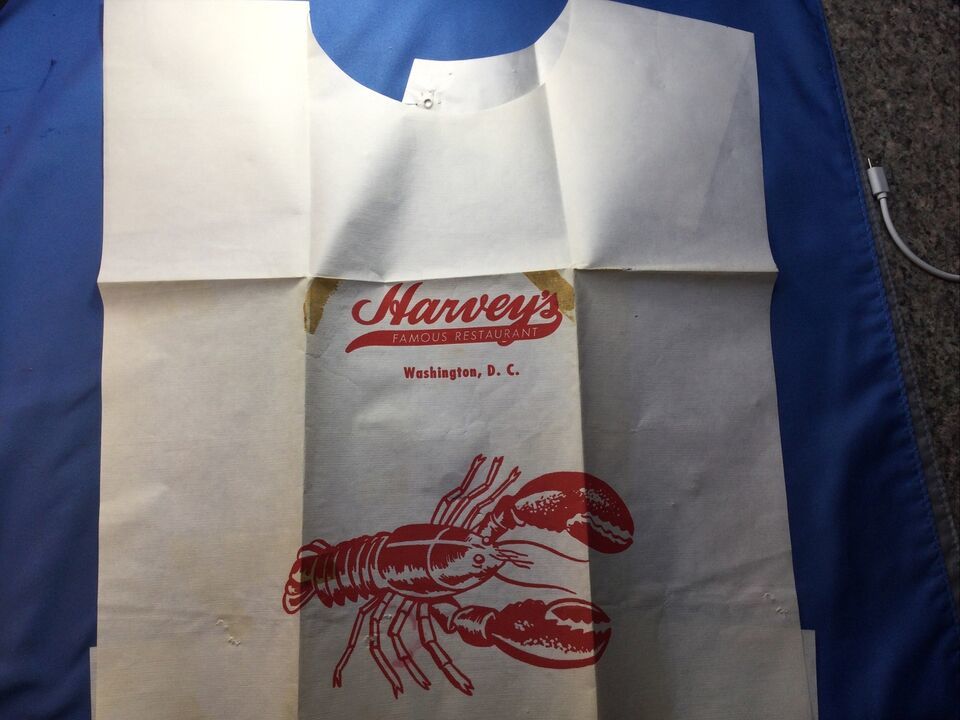 Harvey's
FAMOUS RESTAURANT
Washington, D. C.